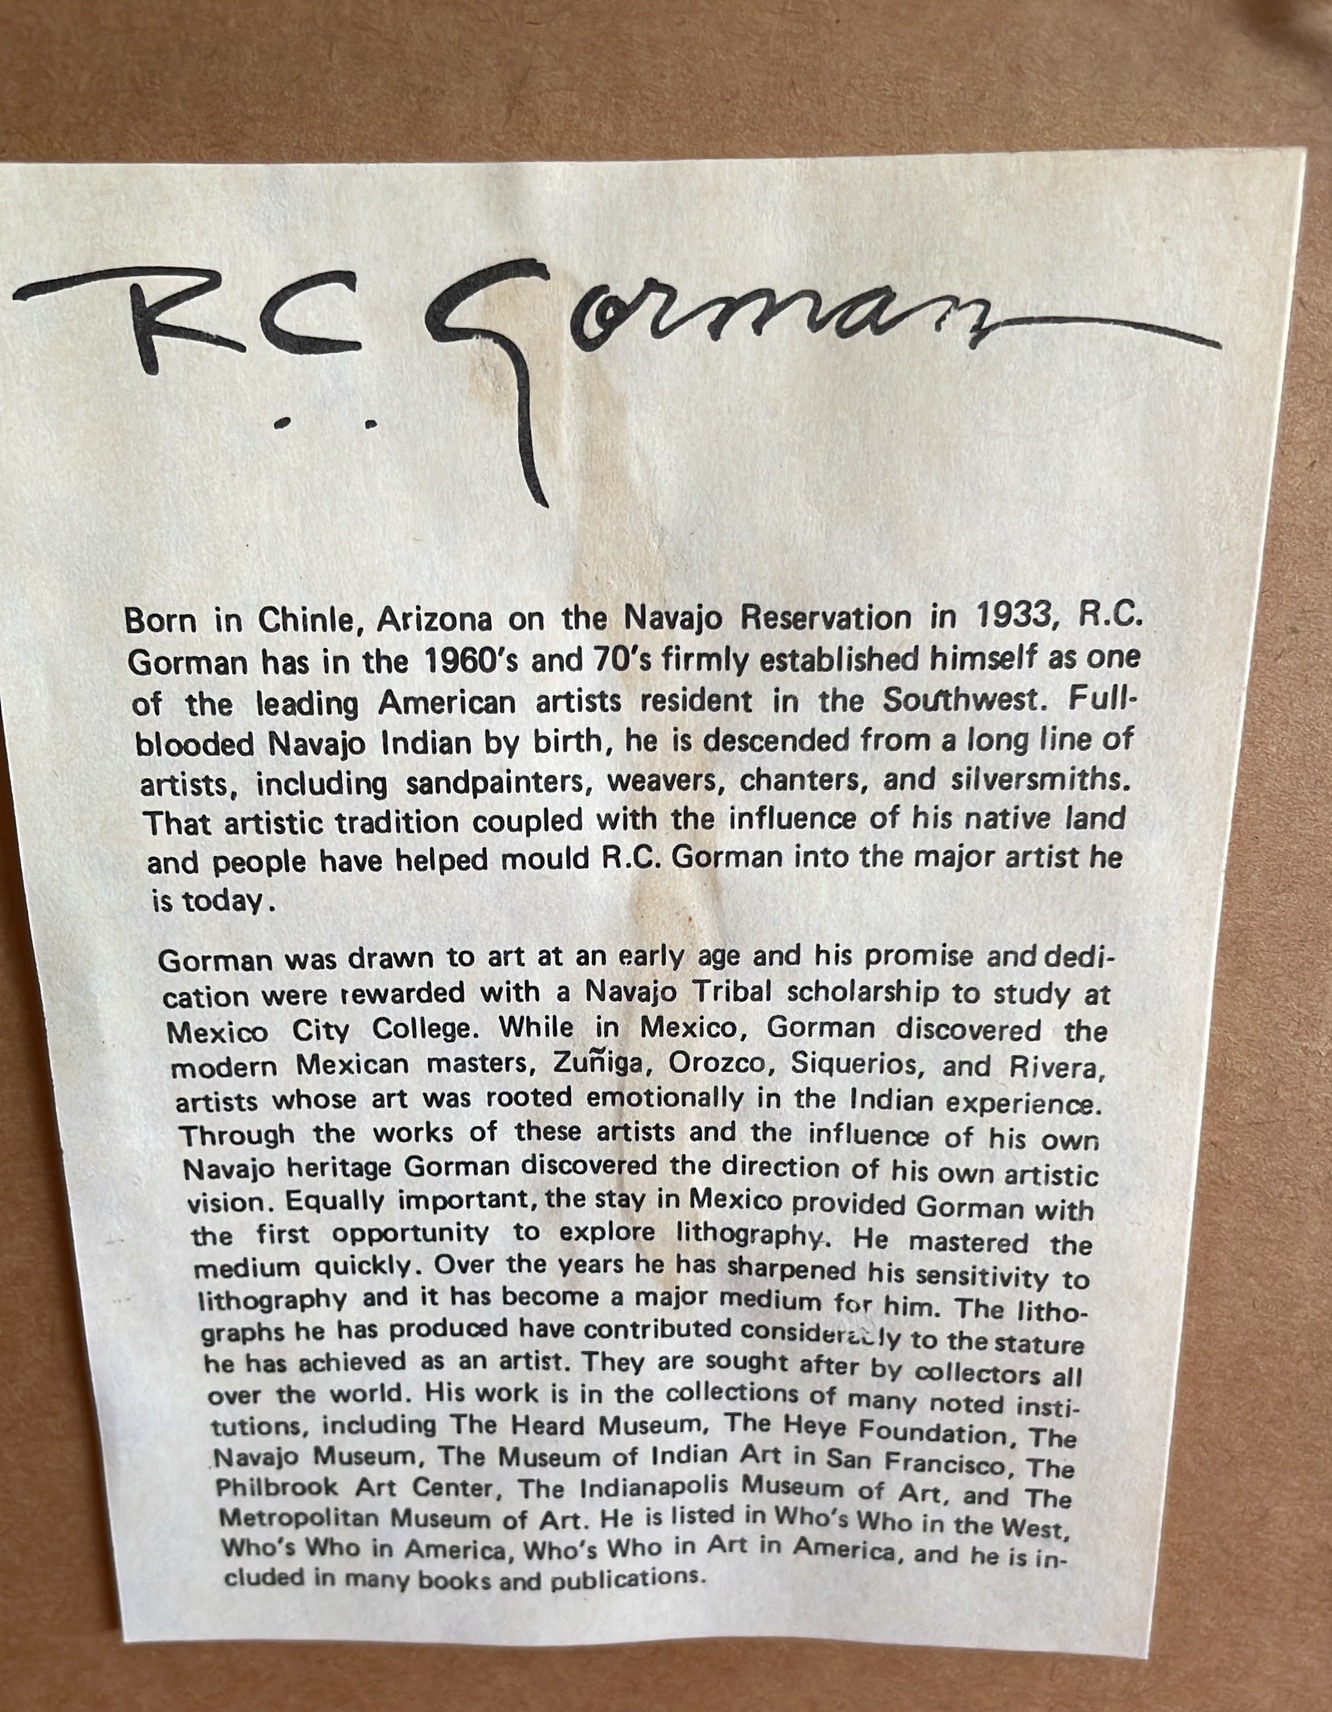 R.C. Gorman
Born in Chinle, Arizona on the Navajo Reservation in 1933, R.C.
Gorman has in the 1960's and 70's firmly established himself as one
of the leading American artists resident in the Southwest. Full-
blooded Navajo Indian by birth, he is descended from a long line of
artists, including sandpainters, weavers, chanters, and silversmiths.
That artistic tradition coupled with the influence of his native land
and people have helped mould R.C. Gorman into the major artist he
is today.
Gorman was drawn to art at an early age and his promise and dedi-
cation were rewarded with a Navajo Tribal scholarship to study at
Mexico City College. While in Mexico, Gorman discovered the
modern Mexican masters, Zuñiga, Orozco, Siquerios, and Rivera,
artists whose art was rooted emotionally in the Indian experience.
Through the works of these artists and the influence of his own
Navajo heritage Gorman discovered the direction of his own artistic
vision. Equally important, the stay in Mexico provided Gorman with
the first opportunity to explore lithography. He mastered the
medium quickly. Over the years he has sharpened his sensitivity to
lithography and it has become a major medium for him. The litho-
graphs he has produced have contributed considerably to the stature
he has achieved as an artist. They are sought after by collectors all
over the world. His work is in the collections of many noted insti-
tutions, including The Heard Museum, The Heye Foundation, The
Navajo Museum, The Museum of Indian Art in San Francisco, The
Philbrook Art Center, The Indianapolis Museum of Art, and The
Metropolitan Museum of Art. He is listed in Who's Who in the West,
Who's Who in America, Who's Who in Art in America, and he is in-
cluded in many books and publications.